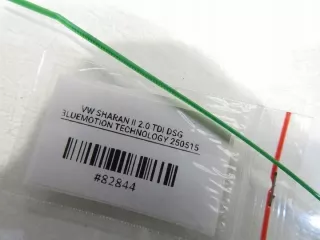 VW SHARAN II 2.0 TDI DSG
BLUEMOTION TECHNOLOGY 250515
#82844